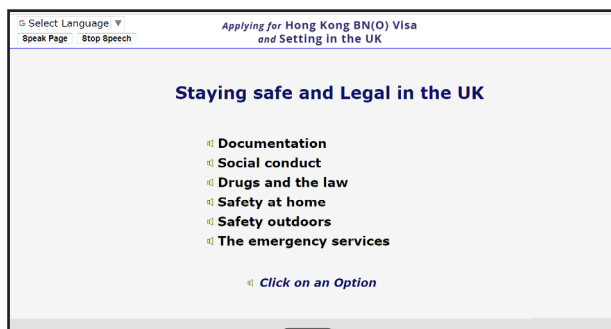 G Select Language ▼
Speak Page Stop Speech
Applying for Hong Kong BN(O) Visa
and Setting in the UK
Staying safe and Legal in the UK
Documentation
Social conduct
Drugs and the law
Safety at home
Safety outdoors
The emergency services
Click on an Option